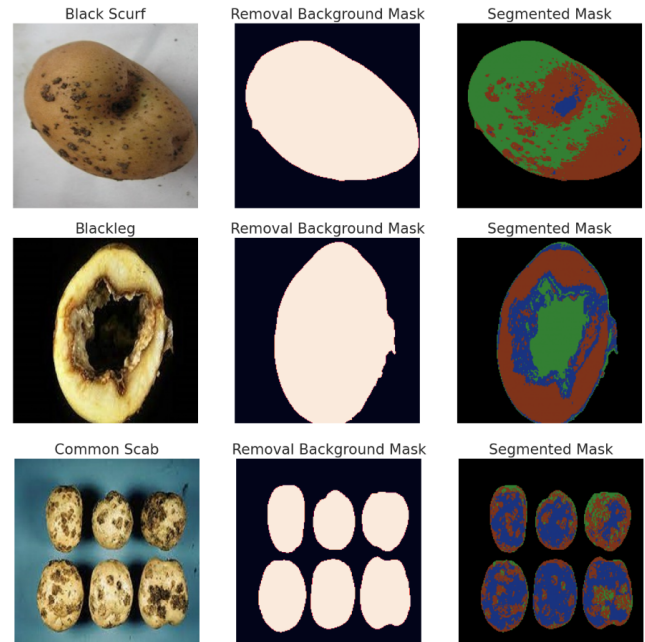 Black Scurf
Removal Background Mask
Segmented Mask
Blackleg
Removal Background Mask
Segmented Mask
Common Scab
Removal Background Mask
Segmented Mask